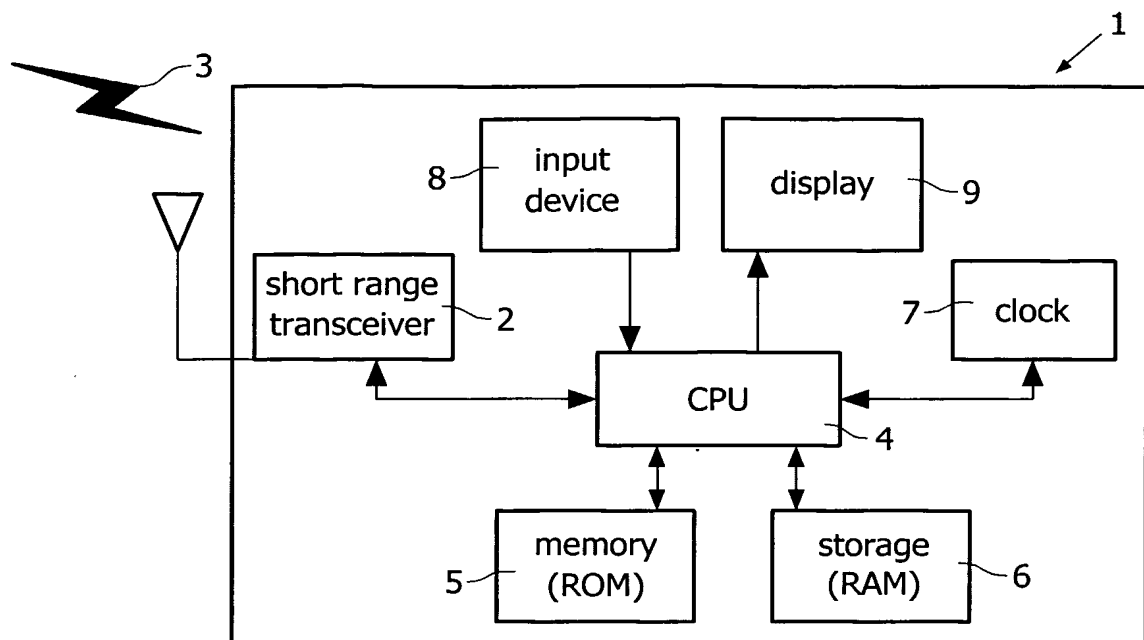 1
3
input
device
8
display
9
short range
transceiver
2
7
clock
CPU
4
memory
(ROM)
5
storage
(RAM)
6